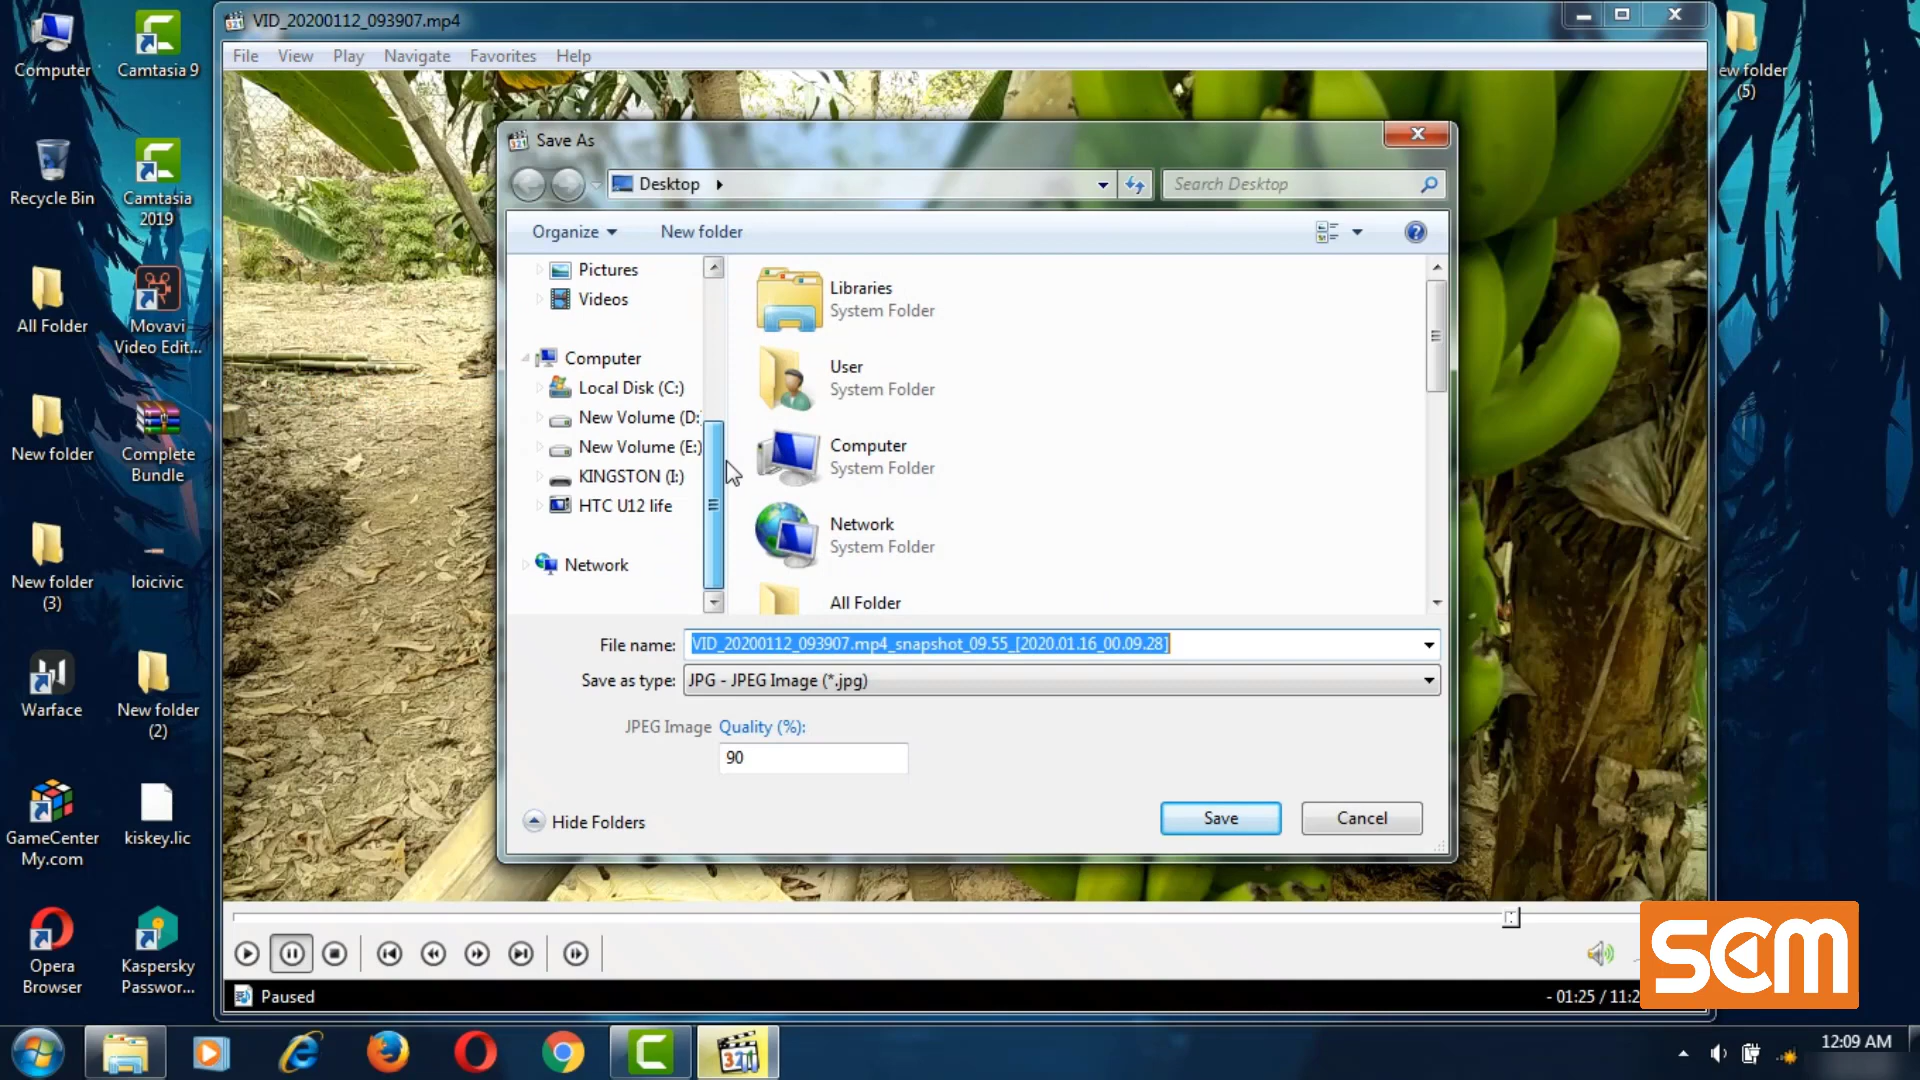 VID_20200112_093907.mp4
File View Play Navigate Favorites Help
Save As
Desktop
Search Desktop
Organize
New folder
Pictures
Videos
Computer
Local Disk (C:)
New Volume (D:
New Volume (E:)
KINGSTON (I:)
HTC U12 life
Network
Libraries
System Folder
User
System Folder
Computer
System Folder
Network
System Folder
All Folder
File name: VID_20200112_093907.mp4_snapshot_09.55_[2020.01.16_00.09.28]
Save as type: JPG - JPEG Image (*.jpg)
JPEG Image Quality (%):
90
Hide Folders
Save
Cancel
Paused
- 01:25 / 11:2
SCM
Computer
Camtasia 9
Recycle Bin
Camtasia
2019
All Folder
Movavi
Video Edit...
New folder
Complete
Bundle
New folder
(3)
loicivic
Warface
New folder
(2)
GameCenter
My.com
kiskey.lic
Opera
Browser
Kaspersky
Passwor...
ew folder
(5)
321
12:09 AM